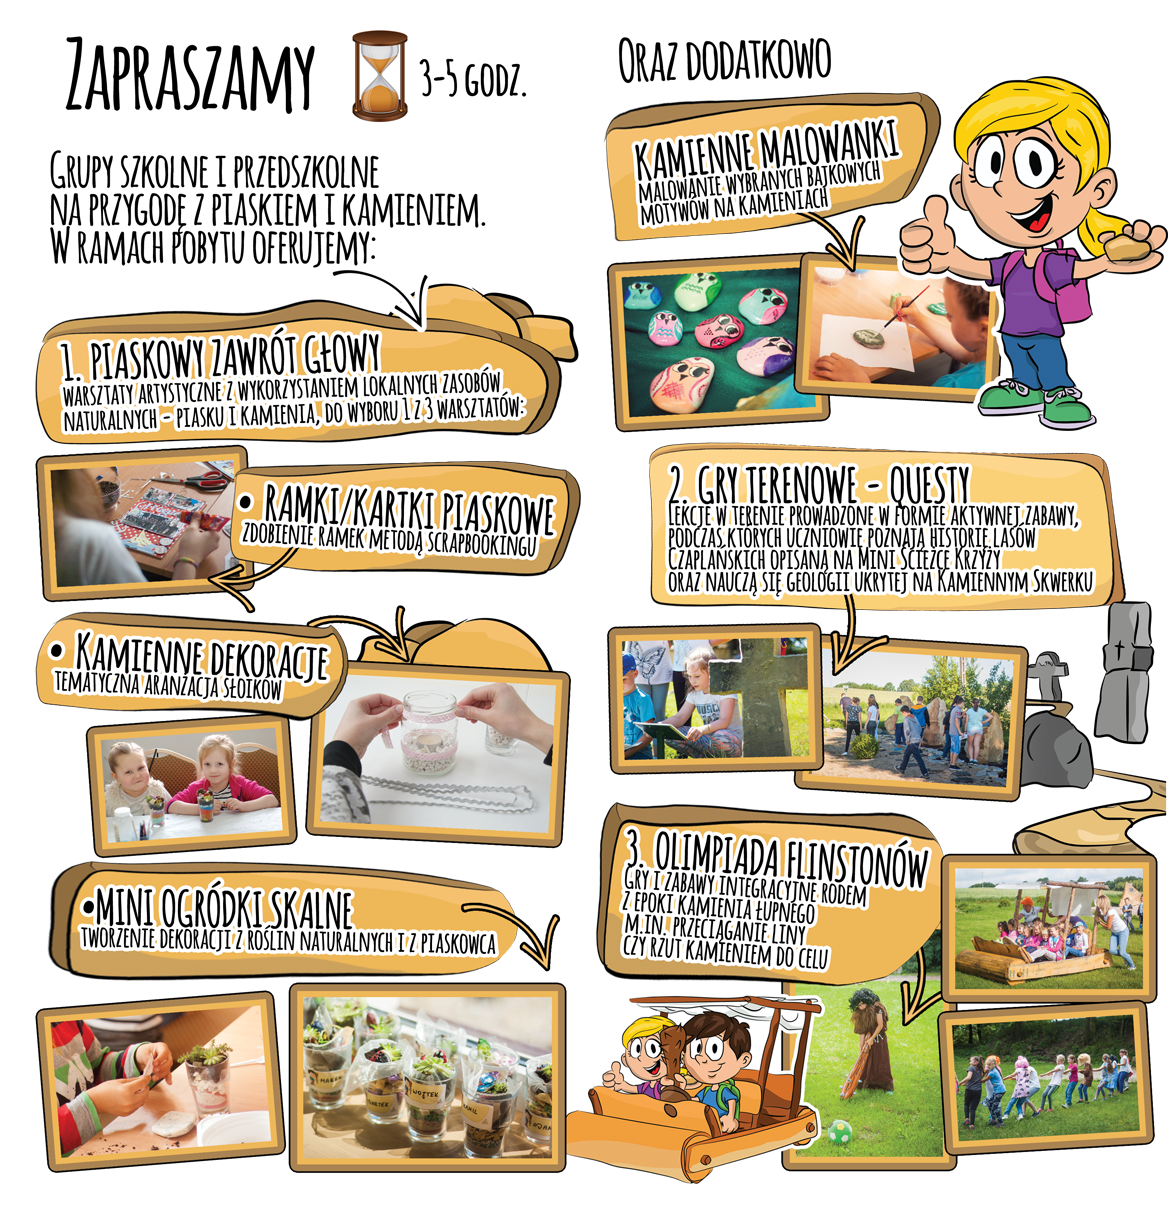 Zapraszamy
3-5 godz.
Grupy szkolne i przedszkolne
na przygodę z piaskiem i kamieniem.
W ramach pobytu oferujemy:
1. Piaskowy zawrót głowy
warsztaty artystyczne z wykorzystaniem lokalnych zasobów
naturalnych - piasku i kamienia, do wyboru 1 z 3 warsztatów:
• Ramki/kartki piaskowe
zdobienie ramek metodą scrapbookingu
• Kamienne dekoracje
tematyczna aranżacja słoików
•Mini ogródki skalne
tworzenie dekoracji z roślin naturalnych i z piaskowca
WOJTEK
Oraz dodatkowo
Kamienne malowanki
malowanie wybranych bajkowych
motywów na kamieniach
2. Gry terenowe - questy
Lekcje w terenie prowadzone w formie aktywnej zabawy,
podczas których uczniowie poznają historię lasów
Czaplańskich opisaną na Mini Ścieżce Krzyży
oraz nauczą się geologii ukrytej na Kamiennym Skwerku
3. Olimpiada Flinstonów
Gry i zabawy integracyjne rodem
z epoki kamienia łupnego
m.in. przeciąganie liny
czy rzut kamieniem do celu